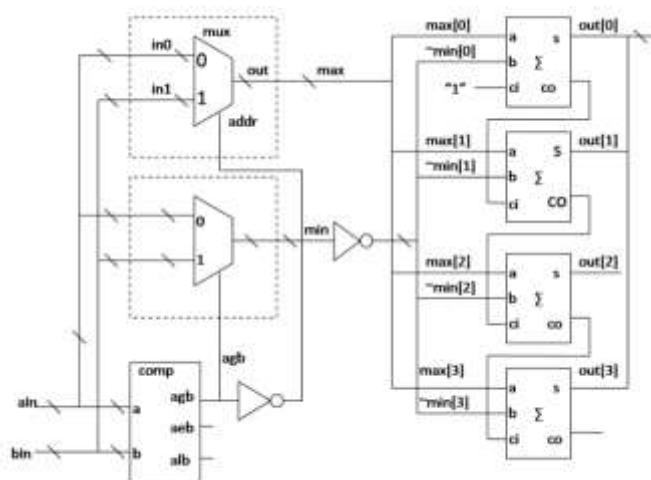 mux
in0
0
out
max
in1
1
addr
0
min
1
agb
comp
ain
a
agb
aeb
bin
b
alb
max[0]
a
s
out[0]
~min[0]
b
Σ
"1"
ci
co
max[1]
a
S
out[1]
~min[1]
b
Σ
ci
CO
max[2]
a
s
out[2]
~min[2]
b
Σ
ci
co
max[3]
a
s
out[3]
~min[3]
b
Σ
ci
co